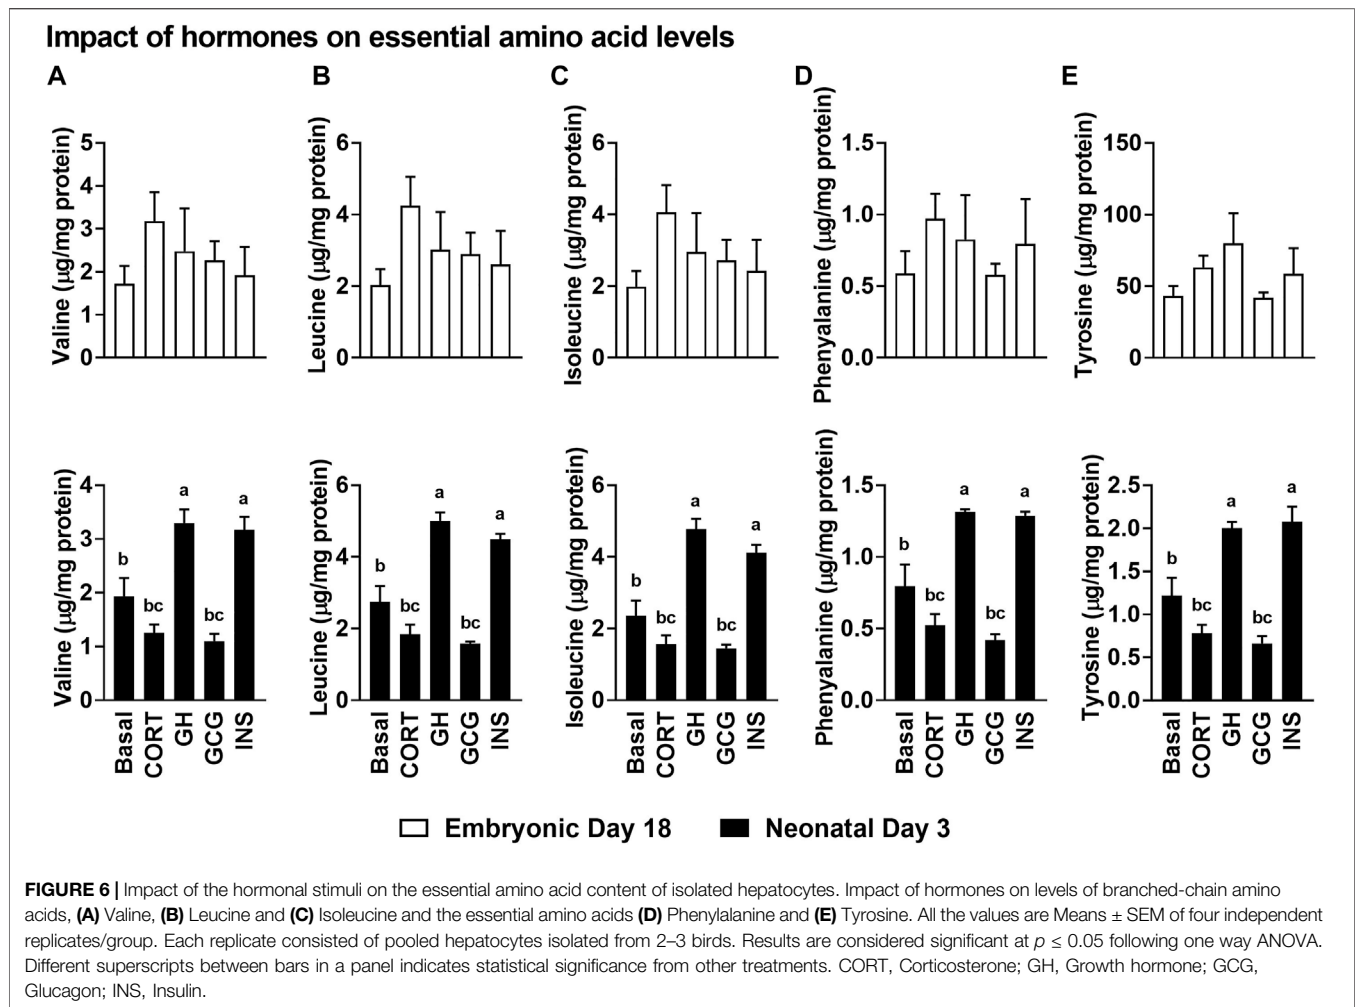 Impact of hormones on essential amino acid levels
A B C D E
Valine (μg/mg protein)
5
4
3
2
1
0
Leucine (μg/mg protein)
6
4
2
0
Isoleucine (μg/mg protein)
6
4
2
0
Phenyalanine (μg/mg protein)
1.5
1.0
0.5
0.0
Tyrosine (μg/mg protein)
150
100
50
0
Valine (μg/mg protein)
4
3
2
1
0
b bc a bc a
Basal CORT GH GCG INS
Leucine (μg/mg protein)
6
4
2
0
b bc a bc a
Basal CORT GH GCG INS
Isoleucine (μg/mg protein)
6
4
2
0
b bc a bc a
Basal CORT GH GCG INS
Phenyalanine (μg/mg protein)
1.5
1.0
0.5
0.0
b bc a bc a
Basal CORT GH GCG INS
Tyrosine (μg/mg protein)
2.5
2.0
1.5
1.0
0.5
0.0
b bc a bc a
Basal CORT GH GCG INS
Embryonic Day 18 Neonatal Day 3
FIGURE 6 | Impact of the hormonal stimuli on the essential amino acid content of isolated hepatocytes. Impact of hormones on levels of branched-chain amino
acids, (A) Valine, (B) Leucine and (C) Isoleucine and the essential amino acids (D) Phenylalanine and (E) Tyrosine. All the values are Means ± SEM of four independent
replicates/group. Each replicate consisted of pooled hepatocytes isolated from 2–3 birds. Results are considered significant at p ≤ 0.05 following one way ANOVA.
Different superscripts between bars in a panel indicates statistical significance from other treatments. CORT, Corticosterone; GH, Growth hormone; GCG,
Glucagon; INS, Insulin.